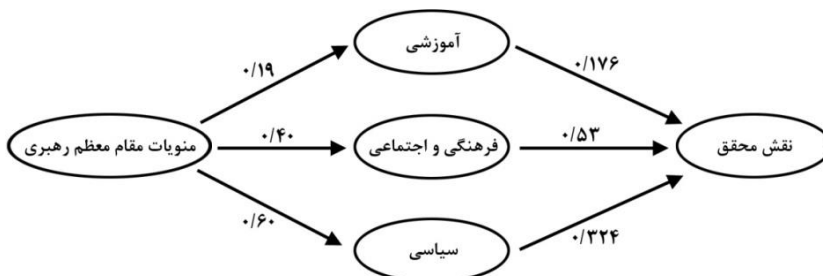 آموزشی
۰/۱۹
۰/۱۷۶
منویات مقام معظم رهبری
۰/۴۰
فرهنگی و اجتماعی
۰/۵۳
نقش محقق
۰/۶۰
۰/۳۲۴
سیاسی